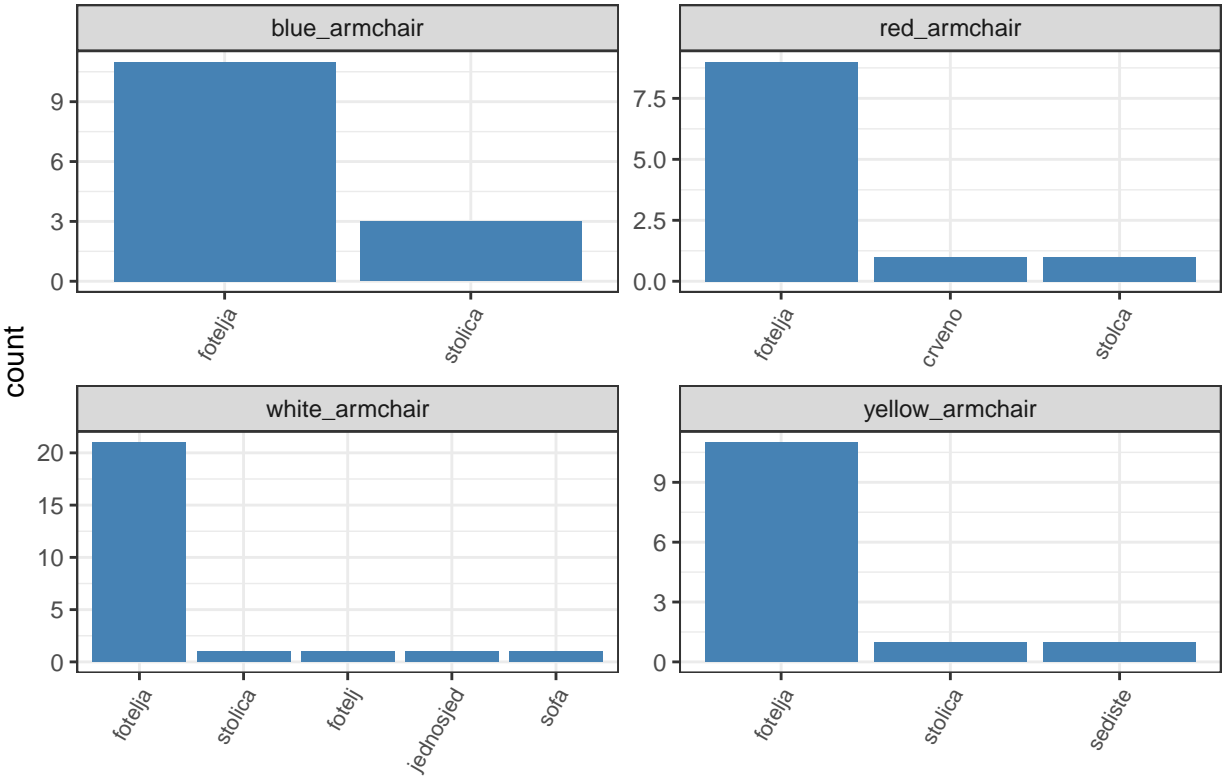 blue_armchair
red_armchair
9
6
3
0
7.5
5.0
2.5
0.0
fotelja
stolica
fotelja
crveno
stolca
count
white_armchair
yellow_armchair
20
15
10
5
0
9
6
3
0
fotelja
stolica
fotelj
jednosjed
sofa
fotelja
stolica
sediste